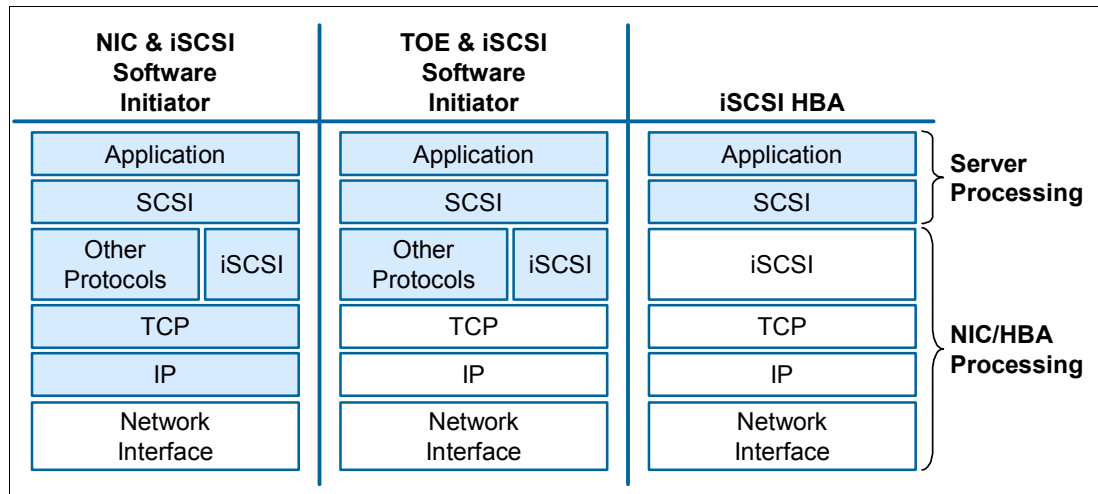 NIC & iSCSI
Software
Initiator
TOE & iSCSI
Software
Initiator
iSCSI HBA
Application
SCSI
Other
Protocols
iSCSI
TCP
IP
Network
Interface
Application
SCSI
Other
Protocols
iSCSI
TCP
IP
Network
Interface
Application
SCSI
iSCSI
TCP
IP
Network
Interface
Server
Processing
NIC/HBA
Processing